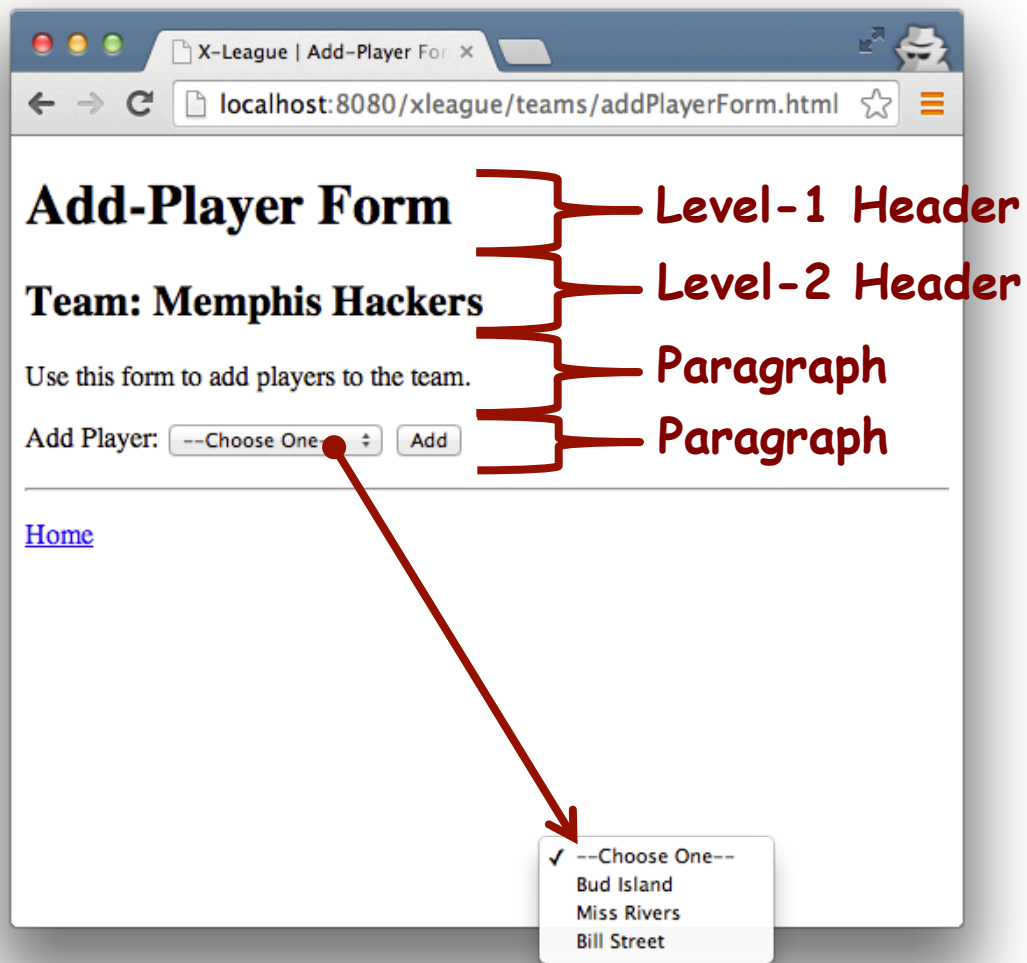 X-League | Add-Player For
localhost:8080/xleague/teams/addPlayerForm.html
Add-Player Form
Level-1 Header
Team: Memphis Hackers
Level-2 Header
Use this form to add players to the team.
Paragraph
Add Player: --Choose One-- Add
Paragraph
Home
✓ --Choose One--
Bud Island
Miss Rivers
Bill Street